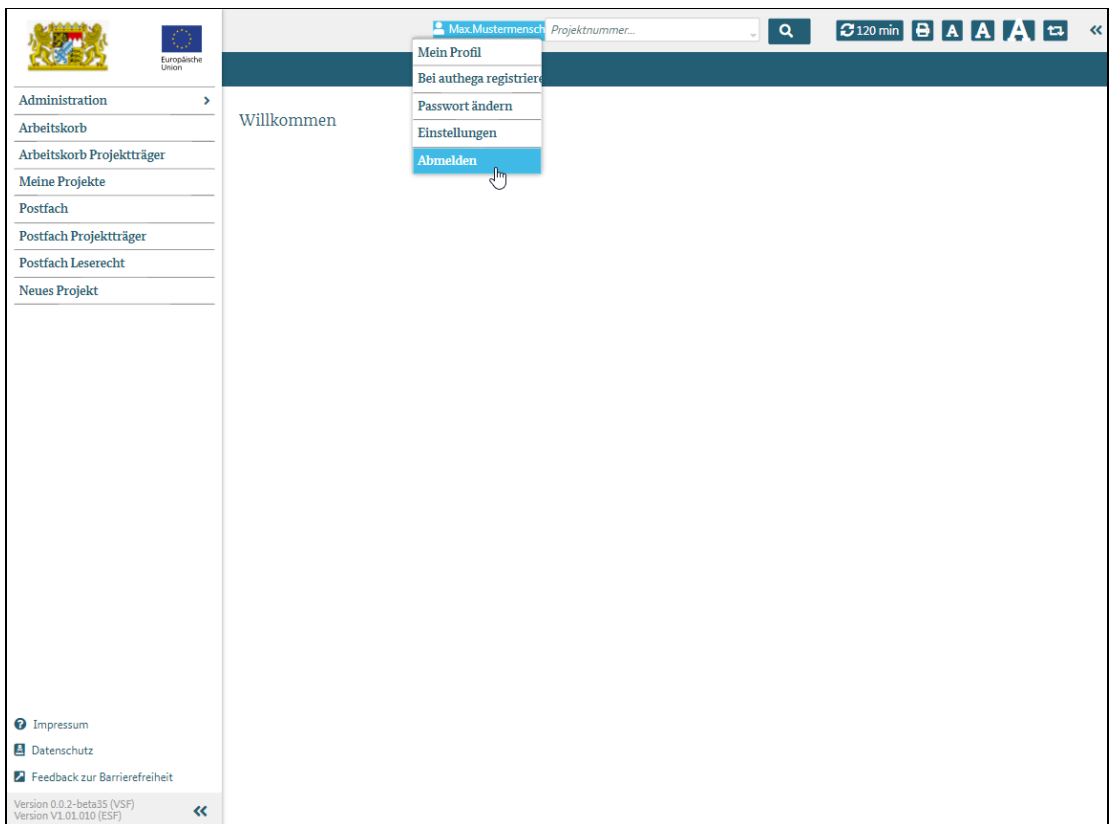 Europäische
Union
Max.Mustermensch
Projektnummer...
120 min
A
A
A
Mein Profil
Bei authega registriere
Passwort ändern
Einstellungen
Abmelden
Administration
Arbeitskorb
Arbeitskorb Projektträger
Meine Projekte
Postfach
Postfach Projektträger
Postfach Leserecht
Neues Projekt
Willkommen
Impressum
Datenschutz
Feedback zur Barrierefreiheit
Version 0.0.2-beta35 (VSF)
Version V1.01.010 (ESF)